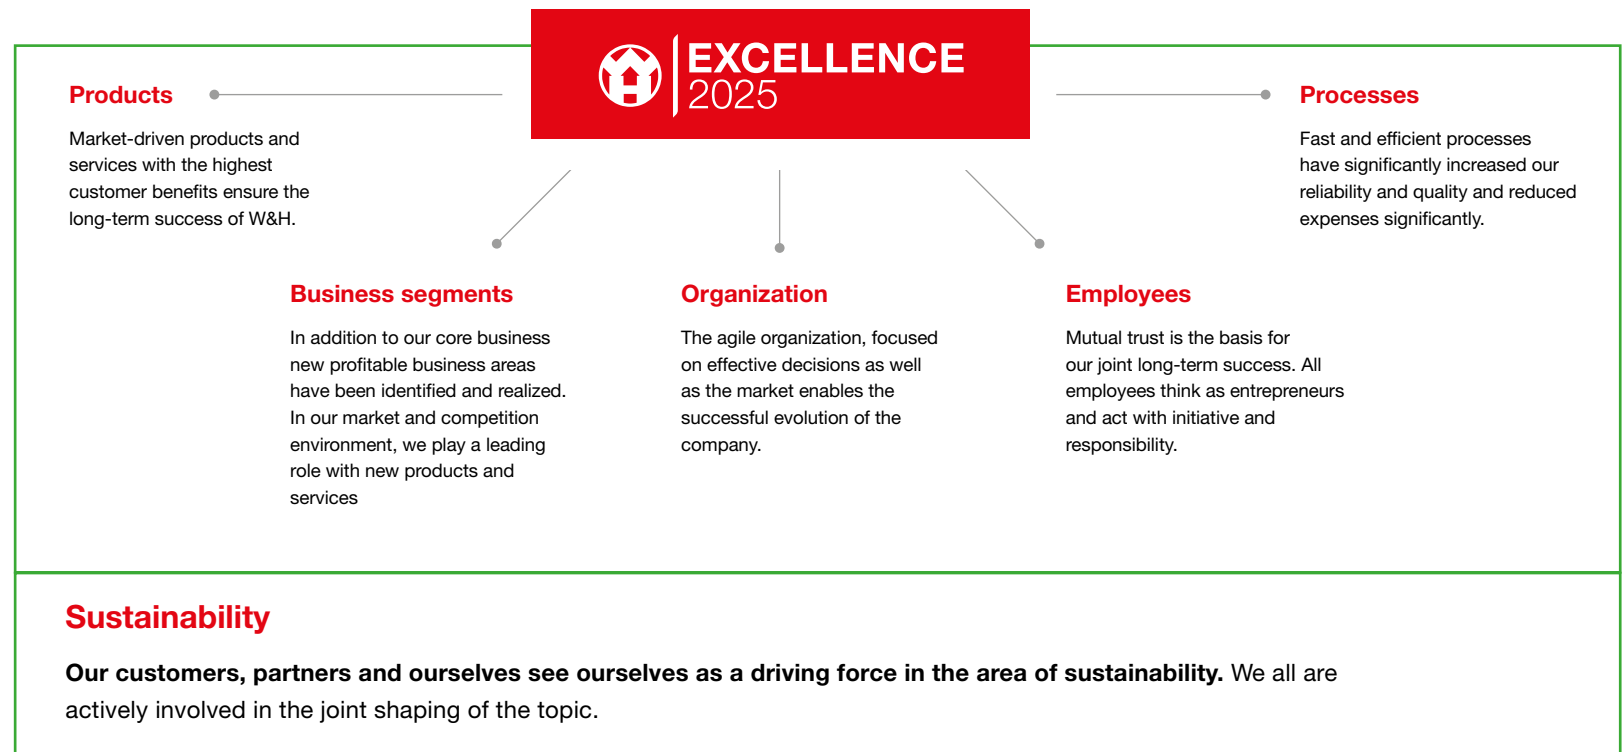 EXCELLENCE
2025
Products
Market-driven products and
services with the highest
customer benefits ensure the
long-term success of W&H.
Business segments
In addition to our core business
new profitable business areas
have been identified and realized.
In our market and competition
environment, we play a leading
role with new products and
services
Organization
The agile organization, focused
on effective decisions as well
as the market enables the
successful evolution of the
company.
Employees
Mutual trust is the basis for
our joint long-term success. All
employees think as entrepreneurs
and act with initiative and
responsibility.
Processes
Fast and efficient processes
have significantly increased our
reliability and quality and reduced
expenses significantly.
Sustainability
Our customers, partners and ourselves see ourselves as a driving force in the area of sustainability. We all are
actively involved in the joint shaping of the topic.